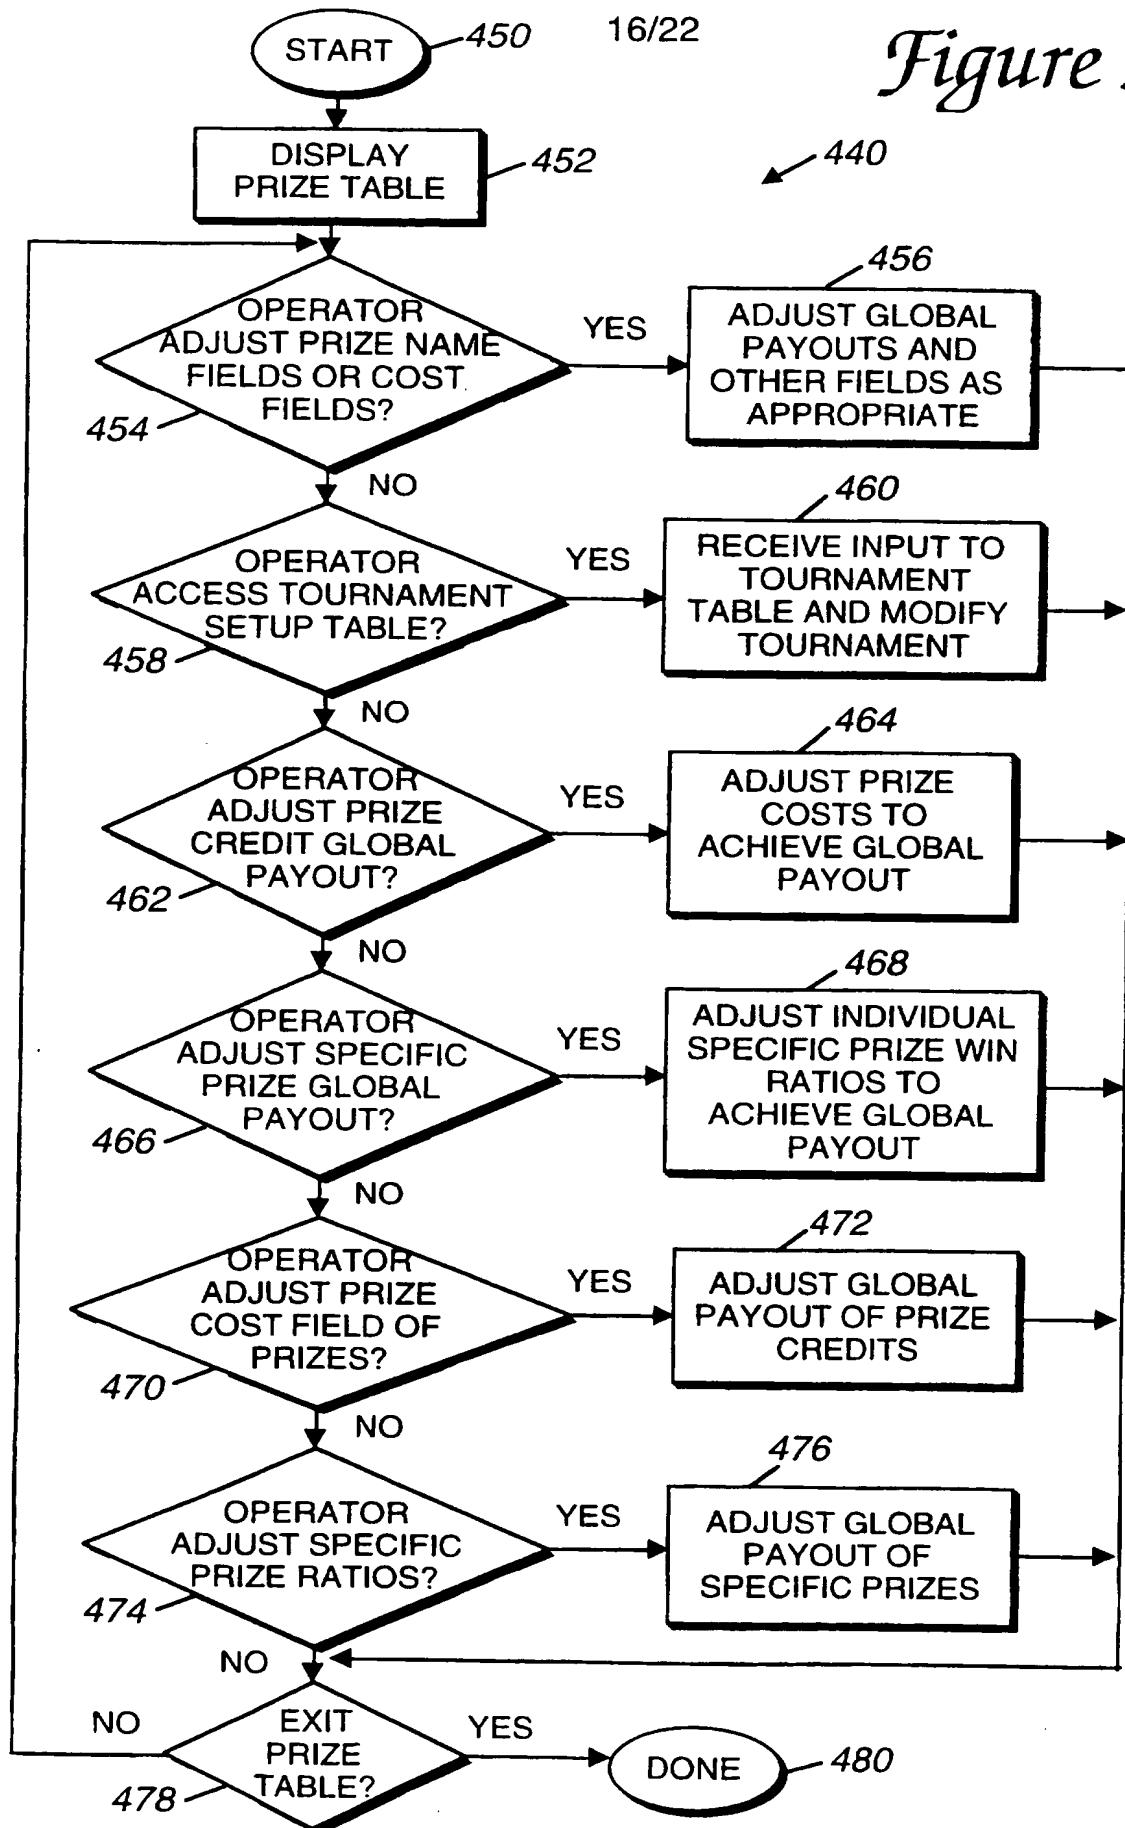 START
450
16/22
Figure
DISPLAY
PRIZE TABLE
452
440
OPERATOR
ADJUST PRIZE NAME
FIELDS OR COST
FIELDS?
454
YES
456
ADJUST GLOBAL
PAYOUTS AND
OTHER FIELDS AS
APPROPRIATE
NO
OPERATOR
ACCESS TOURNAMENT
SETUP TABLE?
458
YES
460
RECEIVE INPUT TO
TOURNAMENT
TABLE AND MODIFY
TOURNAMENT
NO
OPERATOR
ADJUST PRIZE
CREDIT GLOBAL
PAYOUT?
462
YES
464
ADJUST PRIZE
COSTS TO
ACHIEVE GLOBAL
PAYOUT
NO
OPERATOR
ADJUST SPECIFIC
PRIZE GLOBAL
PAYOUT?
466
YES
468
ADJUST INDIVIDUAL
SPECIFIC PRIZE WIN
RATIOS TO
ACHIEVE GLOBAL
PAYOUT
NO
OPERATOR
ADJUST PRIZE
COST FIELD OF
PRIZES?
470
YES
472
ADJUST GLOBAL
PAYOUT OF PRIZE
CREDITS
NO
OPERATOR
ADJUST SPECIFIC
PRIZE RATIOS?
474
YES
476
ADJUST GLOBAL
PAYOUT OF
SPECIFIC PRIZES
NO
EXIT
PRIZE
TABLE?
478
NO
YES
DONE
480